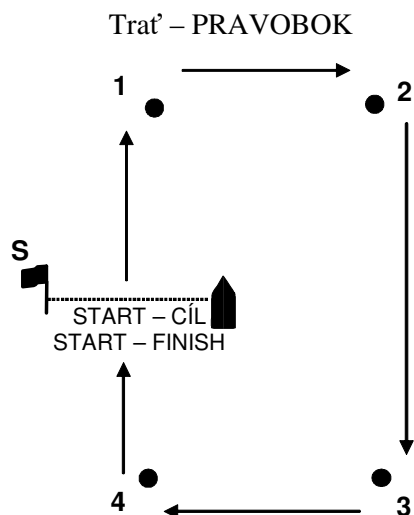 Trať – PRAVOBOK
1
2
S
START – CÍL
START – FINISH
4
3